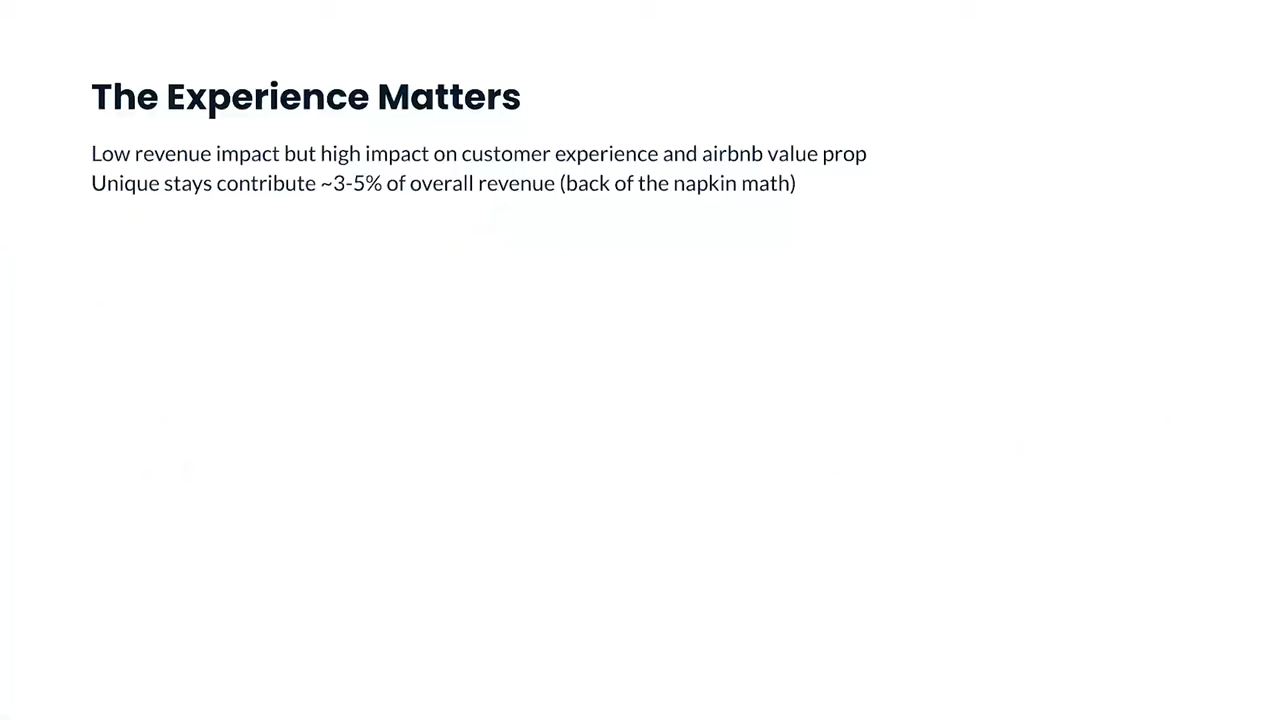 The Experience Matters
Low revenue impact but high impact on customer experience and airbnb value prop
Unique stays contribute ~3-5% of overall revenue (back of the napkin math)